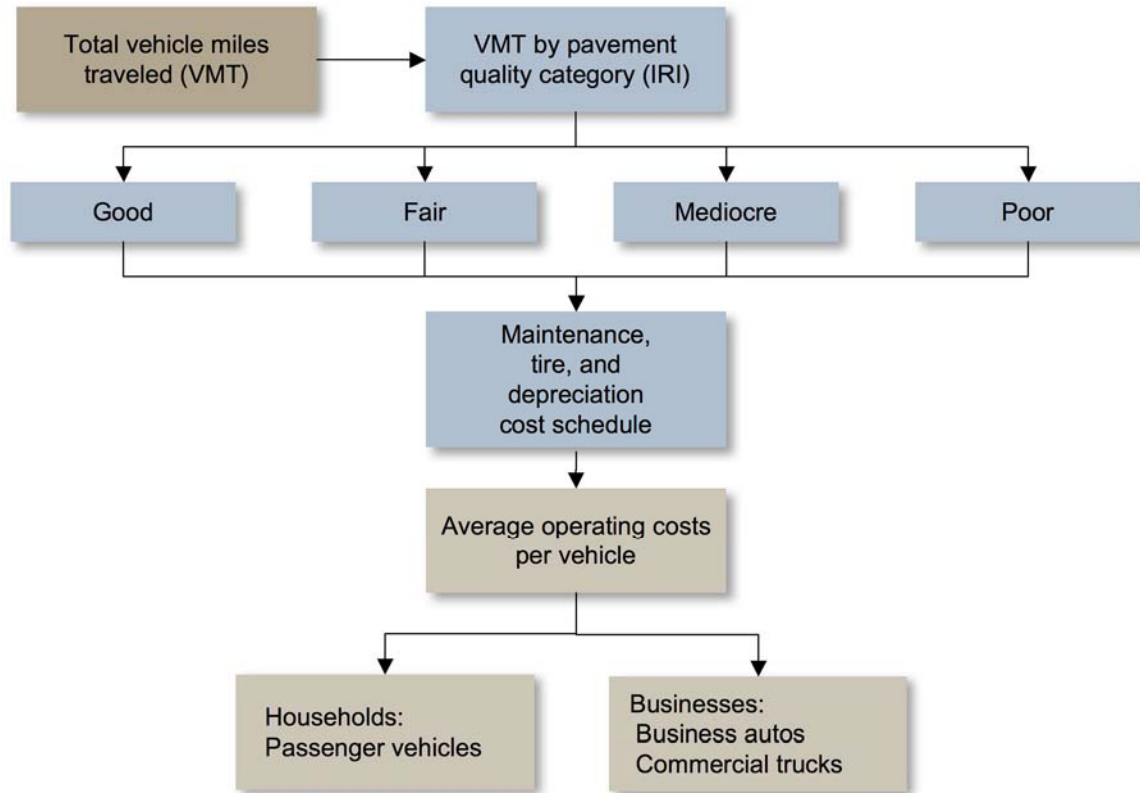 Total vehicle miles
traveled (VMT)
VMT by pavement
quality category (IRI)
Good
Fair
Mediocre
Poor
Maintenance,
tire, and
depreciation
cost schedule
Average operating costs
per vehicle
Households:
Passenger vehicles
Businesses:
Business autos
Commercial trucks